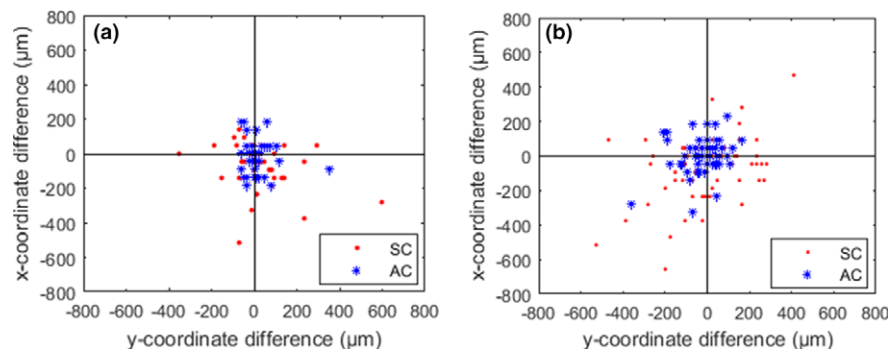 (a)
x-coordinate difference (µm)
800
600
400
200
0
-200
-400
-600
-800
-800 -600 -400 -200 0 200 400 600 800
y-coordinate difference (µm)
SC
AC
(b)
x-coordinate difference (µm)
800
600
400
200
0
-200
-400
-600
-800
-800 -600 -400 -200 0 200 400 600 800
y-coordinate difference (µm)
SC
AC